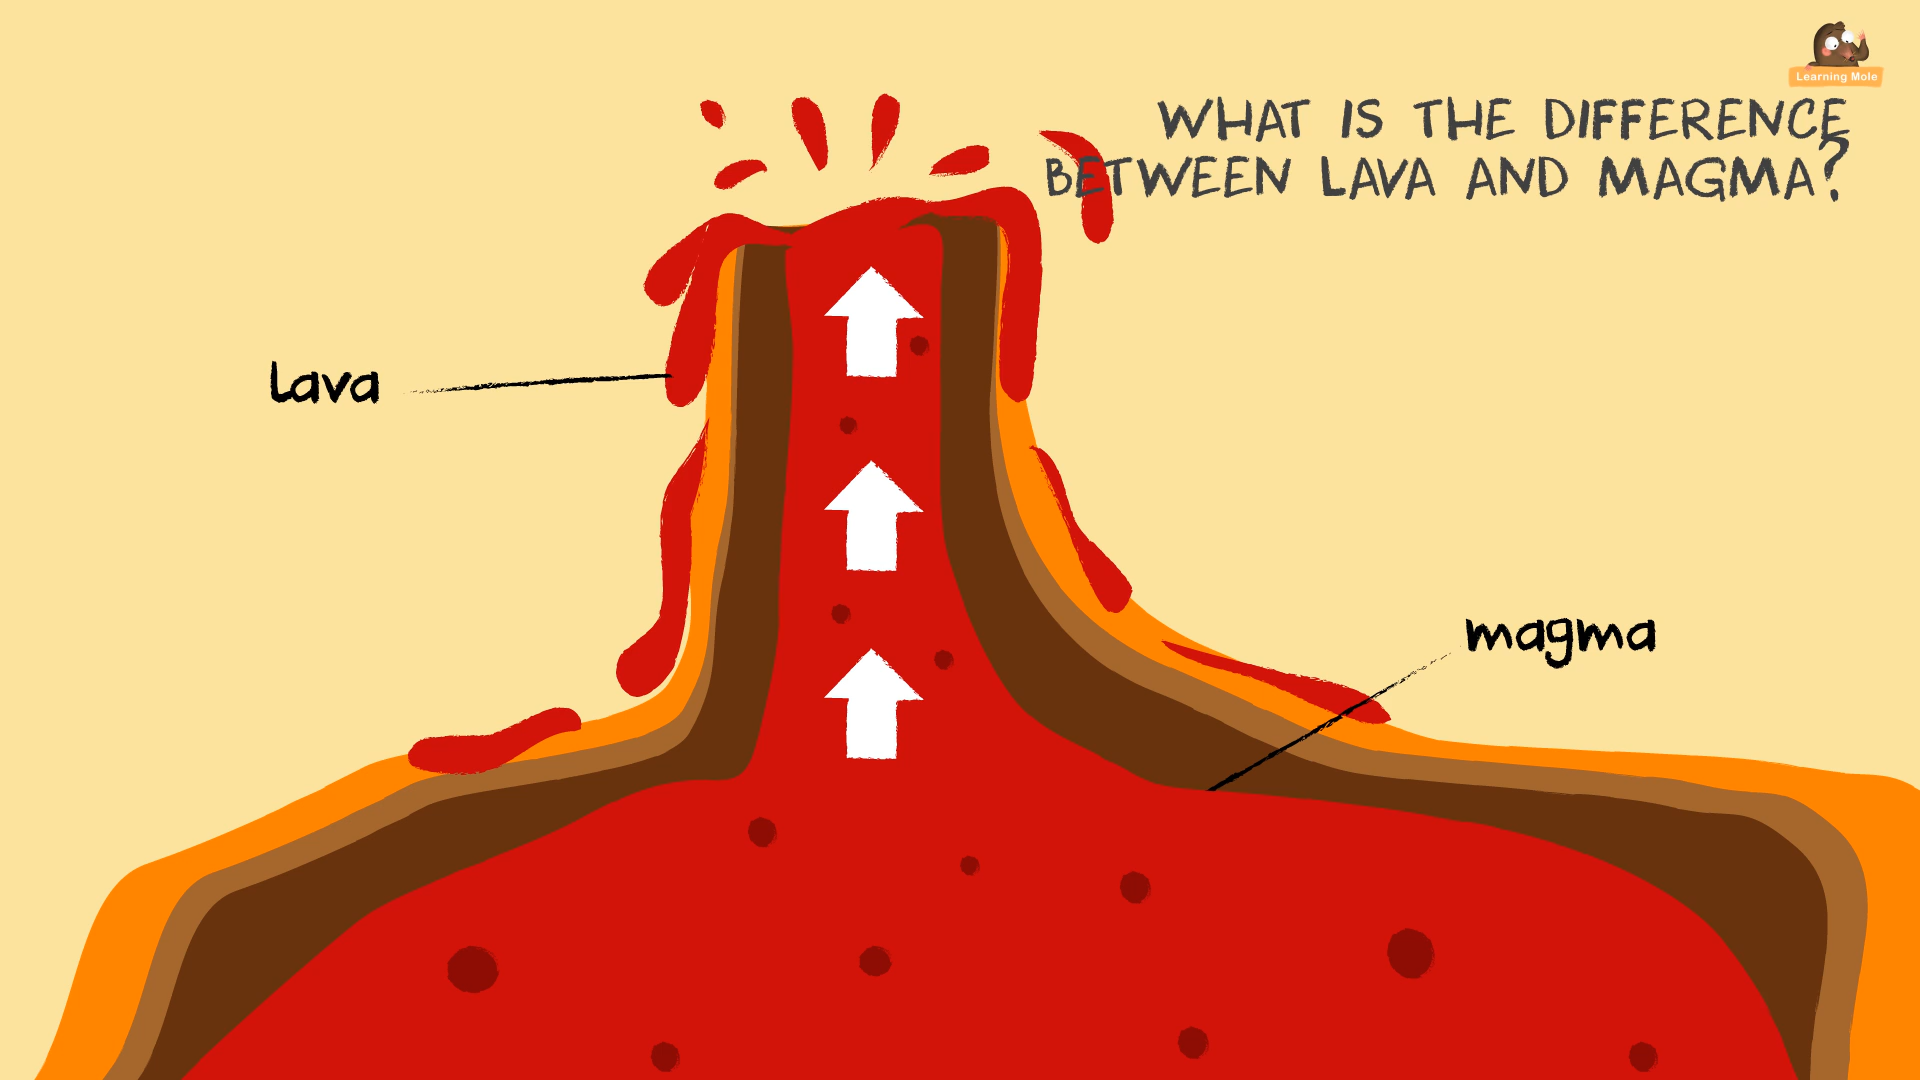 Learning Mole
WHAT IS THE DIFFERENCE
BETWEEN LAVA AND MAGMA?
lava
magma